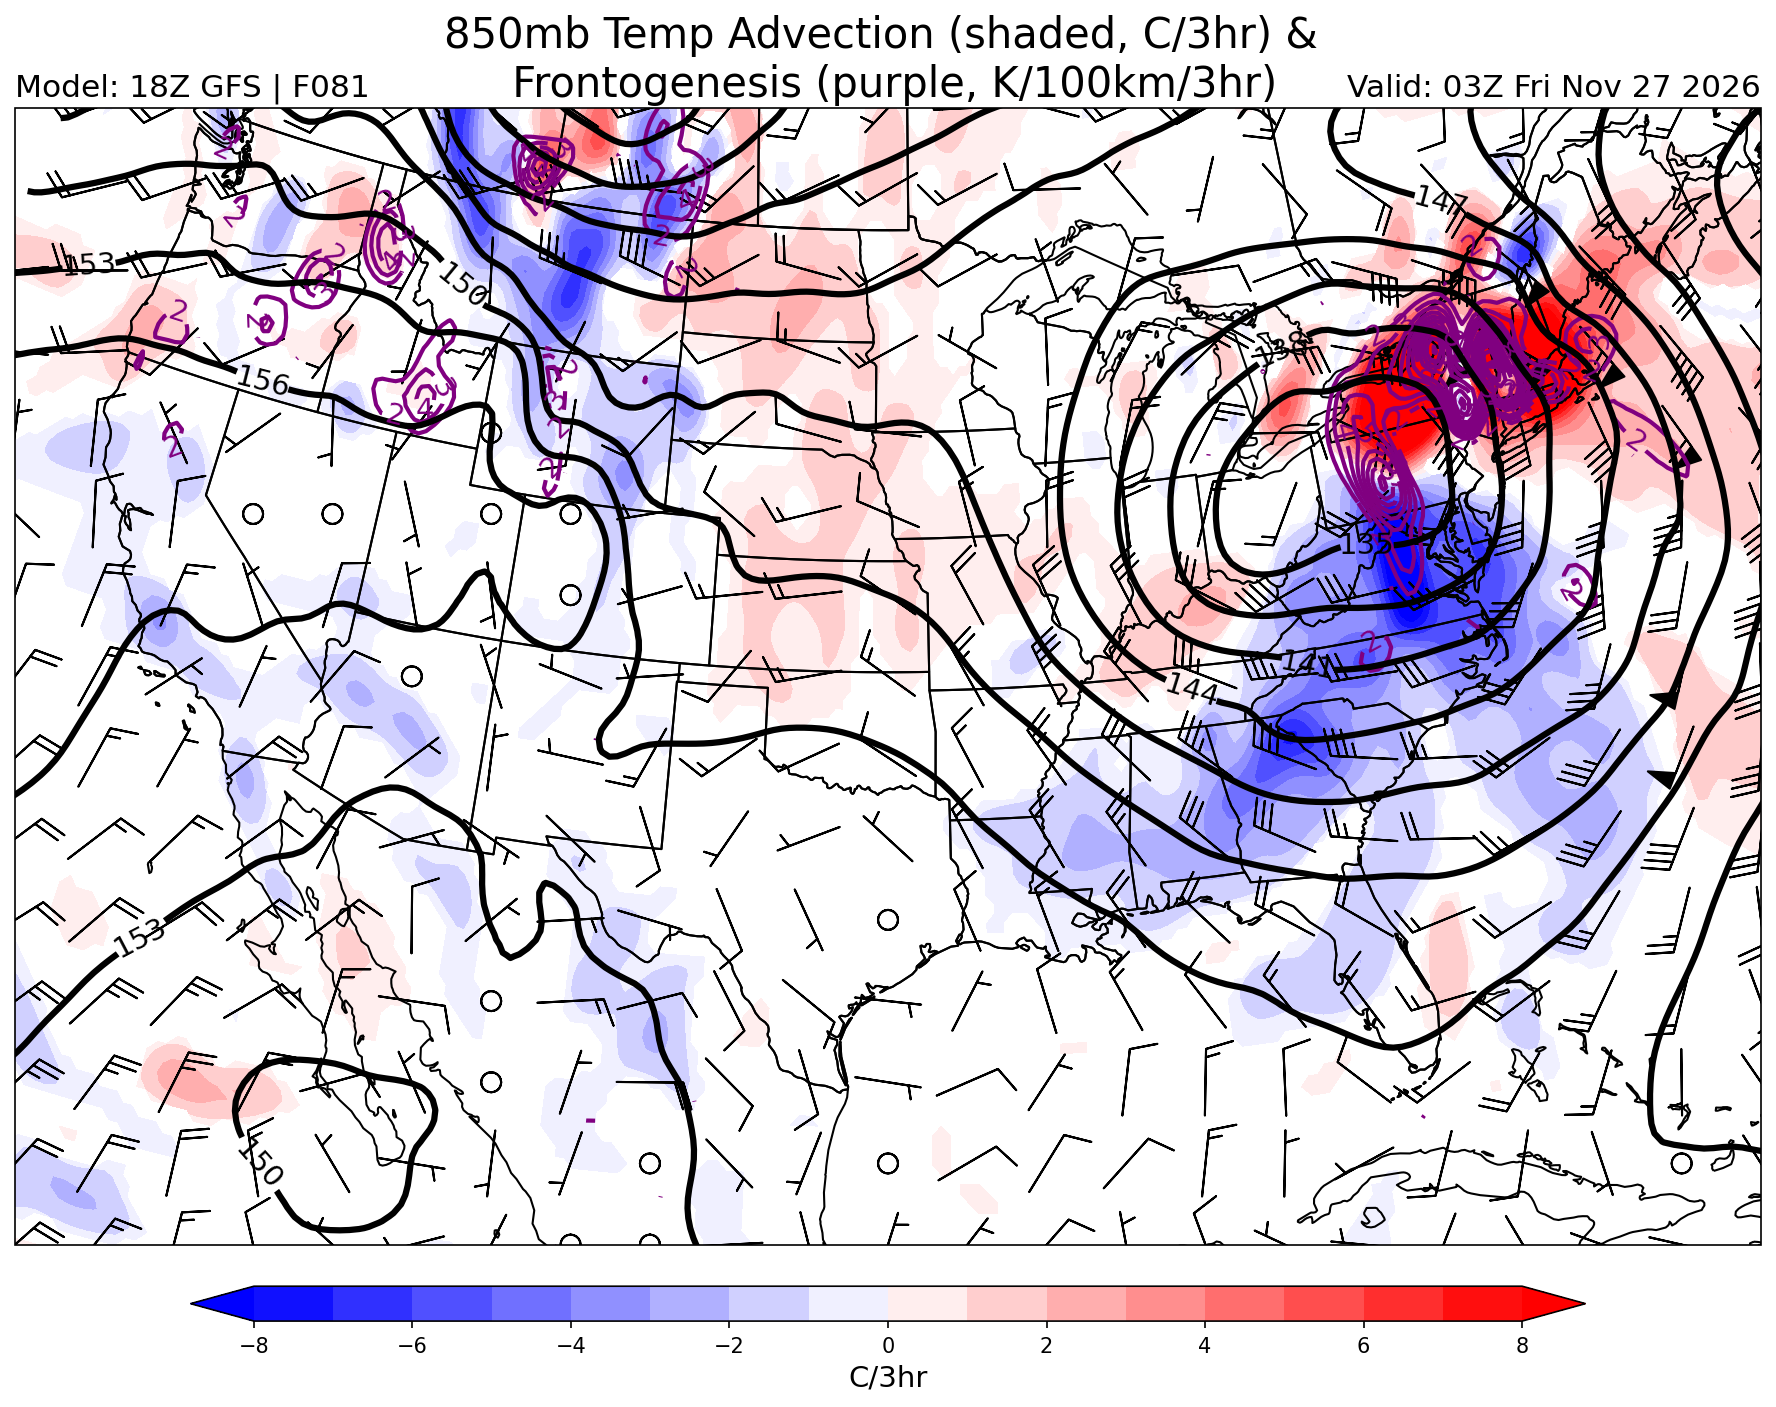 850mb Temp Advection (shaded, C/3hr) &
Frontogenesis (purple, K/100km/3hr)
Model: 18Z GFS | F081
Valid: 03Z Fri Nov 27 2026
147
153
150
138
156
135
141
144
153
150
−8 −6 −4 −2 0 2 4 6 8
C/3hr